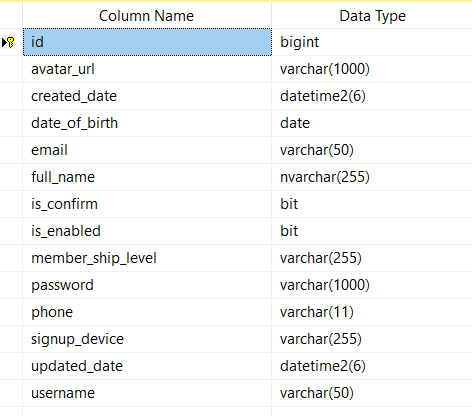 Column Name Data Type
id bigint
avatar_url varchar(1000)
created_date datetime2(6)
date_of_birth date
email varchar(50)
full_name nvarchar(255)
is_confirm bit
is_enabled bit
member_ship_level varchar(255)
password varchar(1000)
phone varchar(11)
signup_device varchar(255)
updated_date datetime2(6)
username varchar(50)